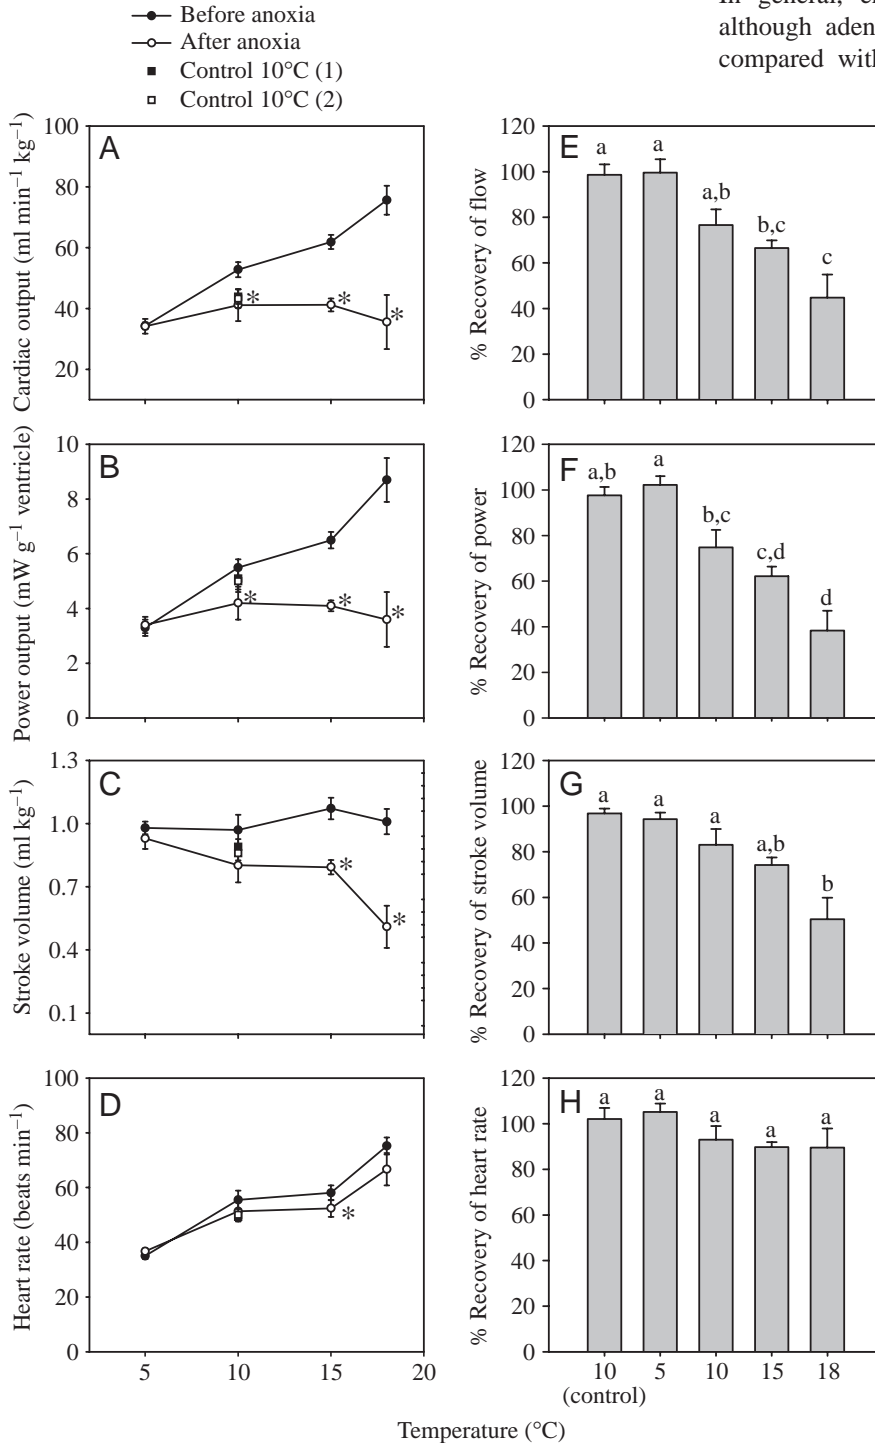 In general,
although aden
compared with
Before anoxia
After anoxia
Control 10°C (1)
Control 10°C (2)
A
Cardiac output (ml min⁻¹ kg⁻¹)
100
80
60
40
20
*
*
*
E
% Recovery of flow
120
100
80
60
40
20
0
a
a
a,b
b,c
c
B
Power output (mW g⁻¹ ventricle)
10
8
6
4
2
0
*
*
*
F
% Recovery of power
120
100
80
60
40
20
0
a,b
a
b,c
c,d
d
C
Stroke volume (ml kg⁻¹)
1.3
1.0
0.7
0.4
0.1
*
*
G
% Recovery of stroke volume
120
100
80
60
40
20
0
a
a
a
a,b
b
D
Heart rate (beats min⁻¹)
100
80
60
40
20
0
*
5
10
15
20
H
% Recovery of heart rate
120
100
80
60
40
20
0
a
a
a
a
a
10
(control)
5
10
15
18
Temperature (°C)